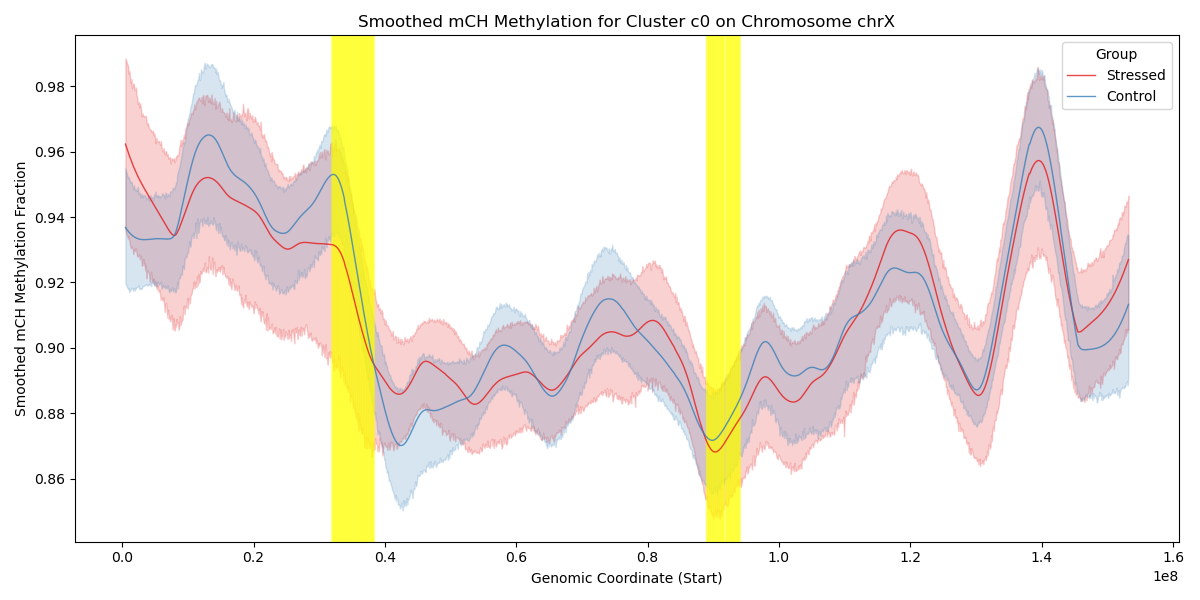 Smoothed mCH Methylation for Cluster c0 on Chromosome chrX
Group
Stressed
Control
Smoothed mCH Methylation Fraction
0.98
0.96
0.94
0.92
0.90
0.88
0.86
0.0 0.2 0.4 0.6 0.8 1.0 1.2 1.4 1.6
1e8
Genomic Coordinate (Start)